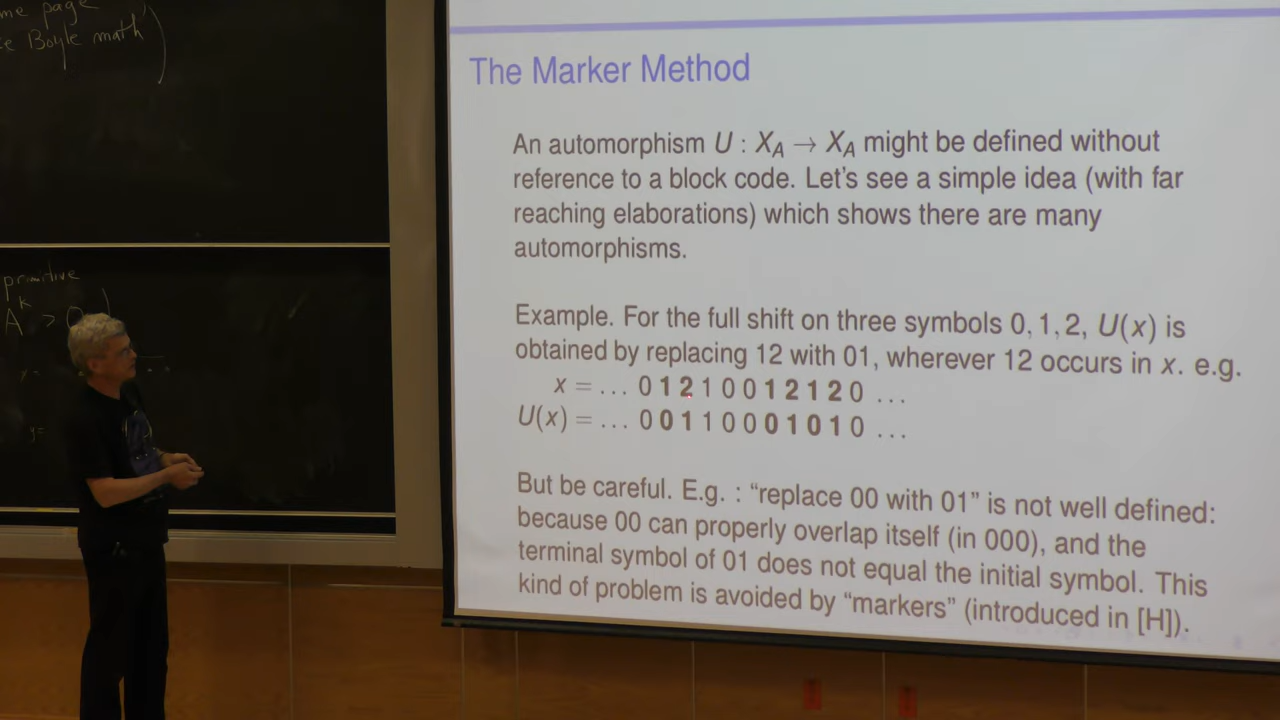 me page
e Boyle math)
primitive
A^k > 0
The Marker Method
An automorphism U : X_A → X_A might be defined without
reference to a block code. Let's see a simple idea (with far
reaching elaborations) which shows there are many
automorphisms.
Example. For the full shift on three symbols 0, 1, 2, U(x) is
obtained by replacing 12 with 01, wherever 12 occurs in x. e.g.
x = ... 0 1 2 1 0 0 1 2 1 2 0 ...
U(x) = ... 0 0 1 1 0 0 0 1 0 1 0 ...
But be careful. E.g. : "replace 00 with 01" is not well defined:
because 00 can properly overlap itself (in 000), and the
terminal symbol of 01 does not equal the initial symbol. This
kind of problem is avoided by "markers" (introduced in [H]).